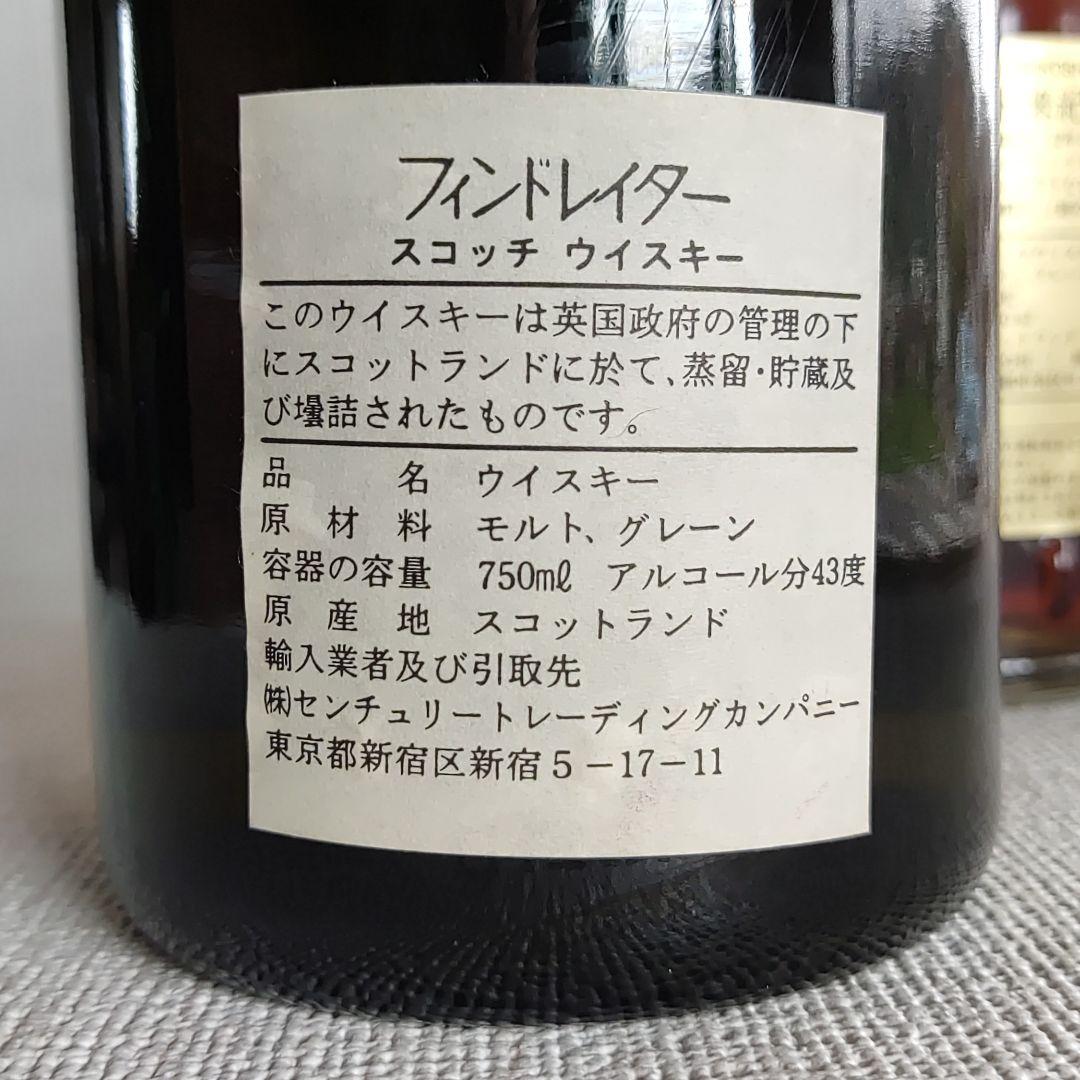 フィンドレイター
スコッチ ウイスキー
このウイスキーは英国政府の管理の下
にスコットランドに於て、蒸留・貯蔵及
び壜詰されたものです。
品名 ウイスキー
原材料 モルト、グレーン
容器の容量 750mℓ アルコール分43度
原産地 スコットランド
輸入業者及び引取先
㈱センチュリートレーディングカンパニー
東京都新宿区新宿5-17-11